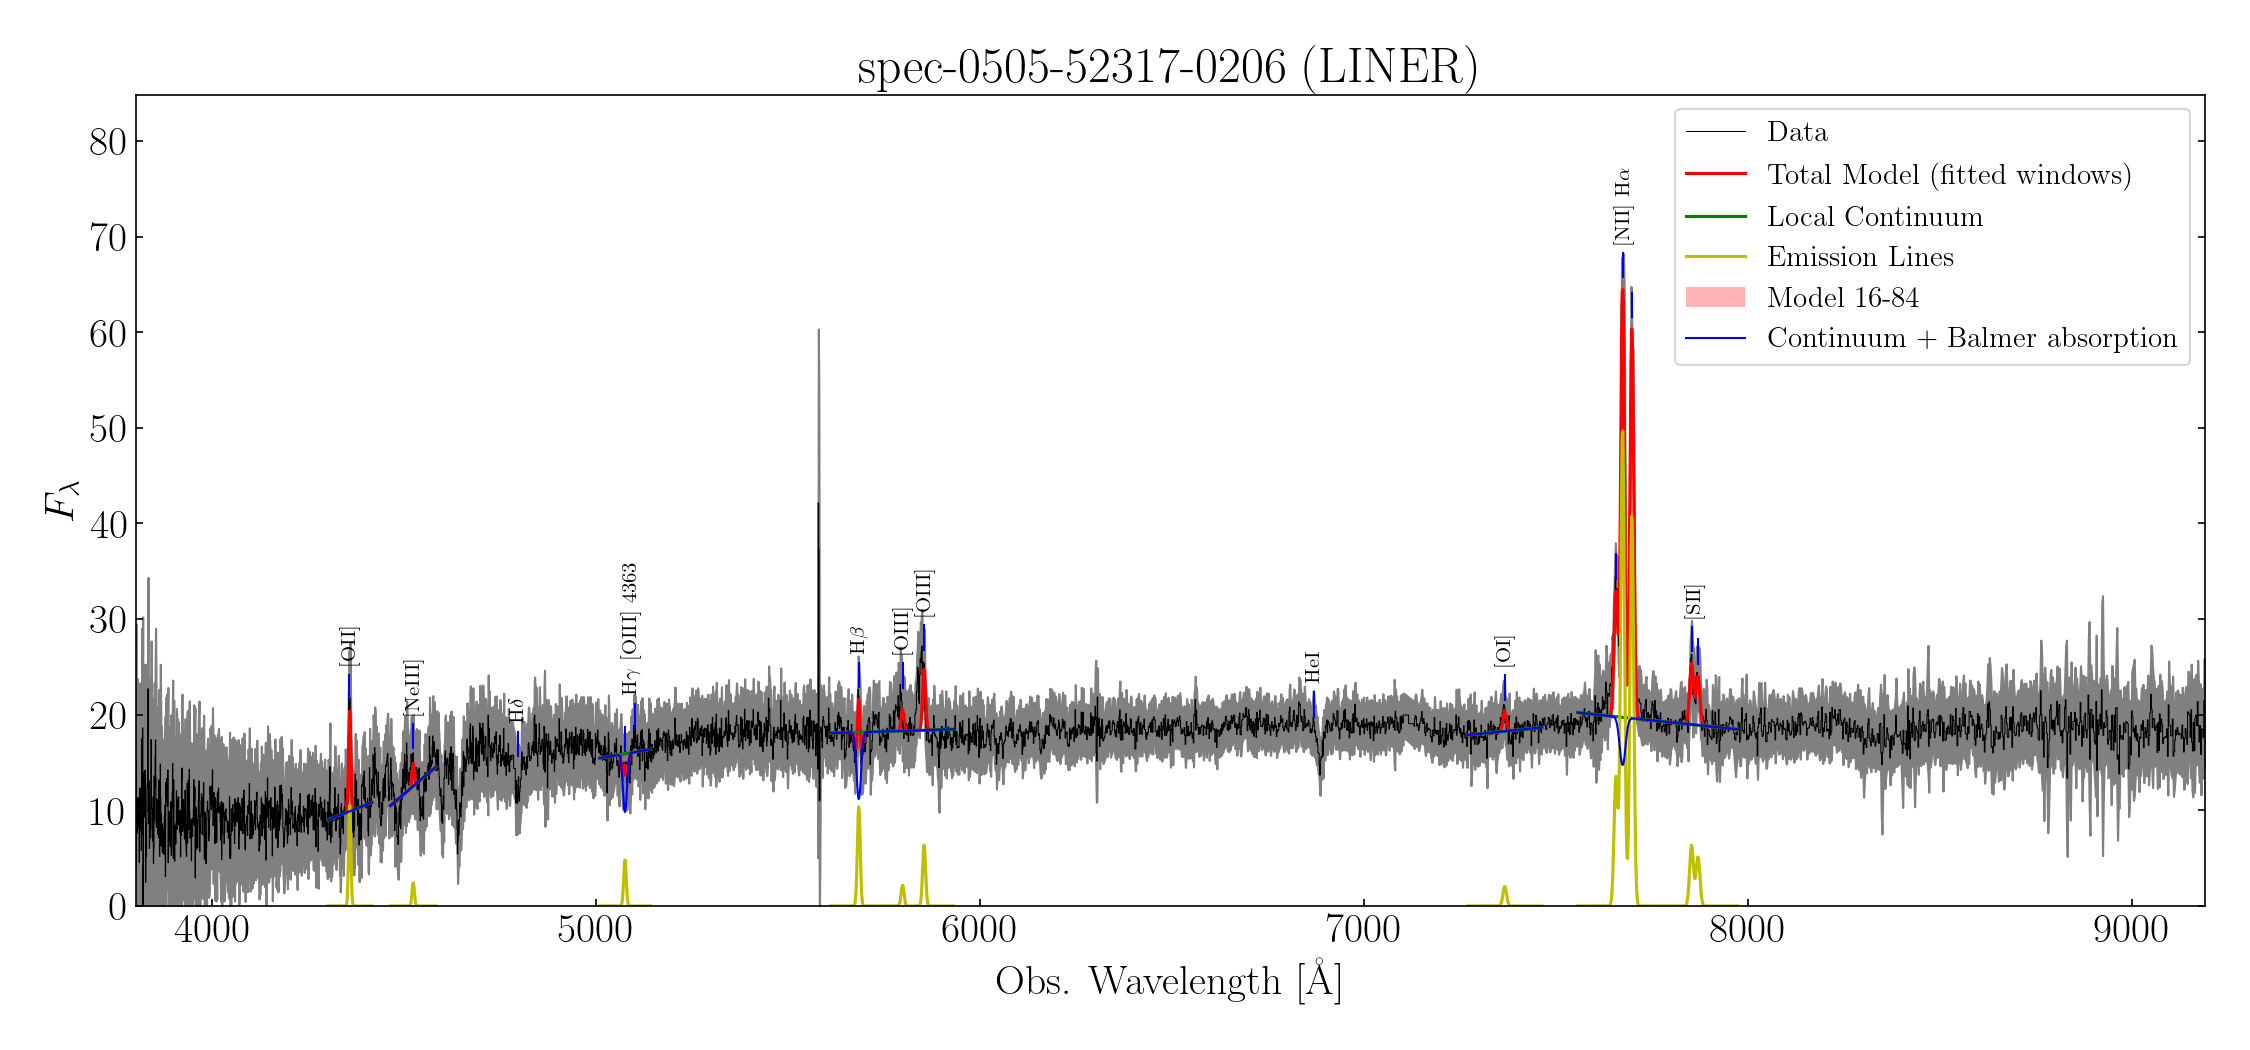 spec-0505-52317-0206 (LINER)
Data
Total Model (fitted windows)
Local Continuum
Emission Lines
Model 16-84
Continuum + Balmer absorption
[OII]
[NeIII]
Hδ
Hγ [OIII] 4363
Hβ
[OIII]
[OIII]
HeI
[OI]
[NII] Hα
[SII]
80
70
60
50
40
30
20
10
0
F_λ
4000
5000
6000
7000
8000
9000
Obs. Wavelength [Å]